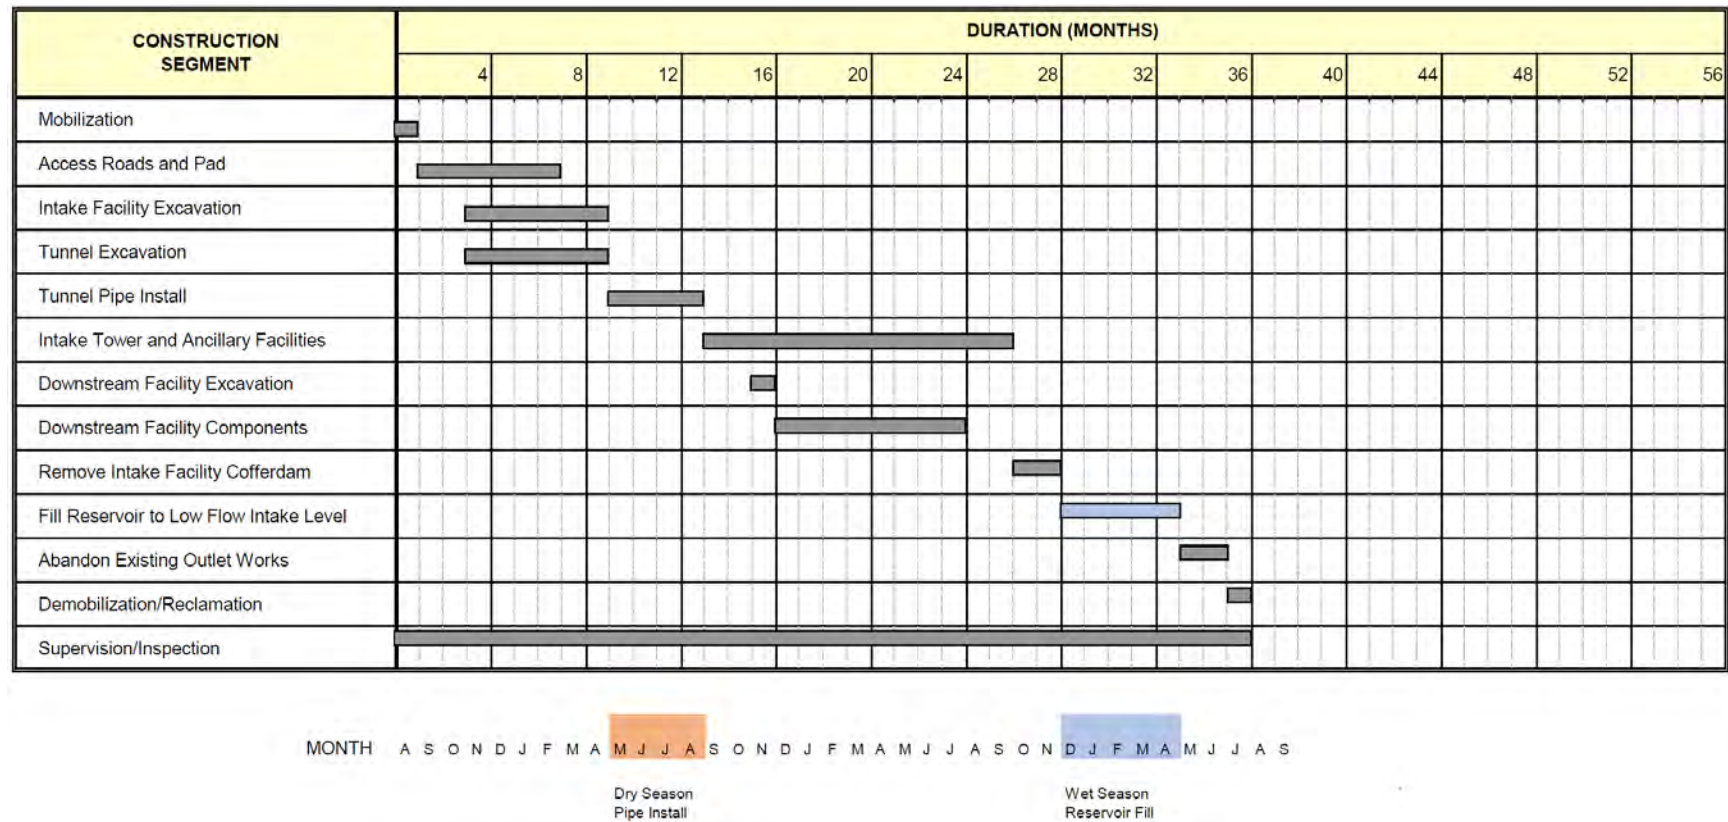 CONSTRUCTION
SEGMENT
DURATION (MONTHS)
4 8 12 16 20 24 28 32 36 40 44 48 52 56
Mobilization
Access Roads and Pad
Intake Facility Excavation
Tunnel Excavation
Tunnel Pipe Install
Intake Tower and Ancillary Facilities
Downstream Facility Excavation
Downstream Facility Components
Remove Intake Facility Cofferdam
Fill Reservoir to Low Flow Intake Level
Abandon Existing Outlet Works
Demobilization/Reclamation
Supervision/Inspection
MONTH A S O N D J F M A M J J A S O N D J F M A M J J A S O N D J F M A M J J A S
Dry Season
Pipe Install
Wet Season
Reservoir Fill